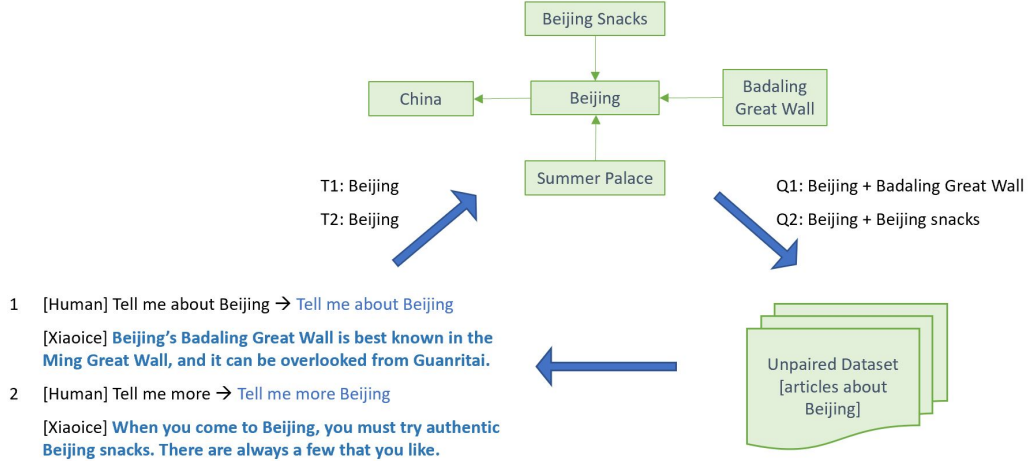 Beijing Snacks
China
Beijing
Badaling
Great Wall
Summer Palace
T1: Beijing
T2: Beijing
Q1: Beijing + Badaling Great Wall
Q2: Beijing + Beijing snacks
1 [Human] Tell me about Beijing → Tell me about Beijing
[Xiaoice] Beijing’s Badaling Great Wall is best known in the
Ming Great Wall, and it can be overlooked from Guanritai.
2 [Human] Tell me more → Tell me more Beijing
[Xiaoice] When you come to Beijing, you must try authentic
Beijing snacks. There are always a few that you like.
Unpaired Dataset
[articles about
Beijing]